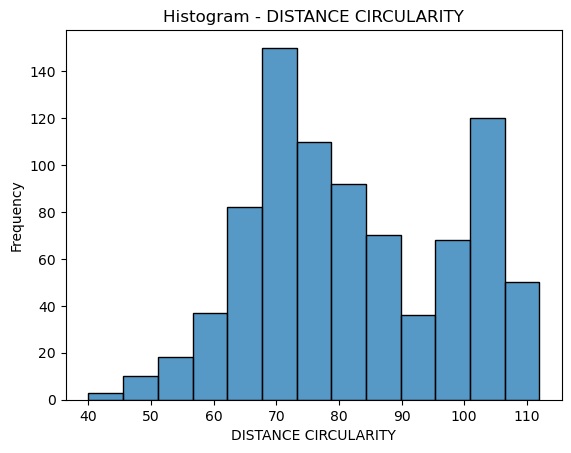 Histogram - DISTANCE CIRCULARITY
140
120
100
80
60
40
20
0
Frequency
40 50 60 70 80 90 100 110
DISTANCE CIRCULARITY